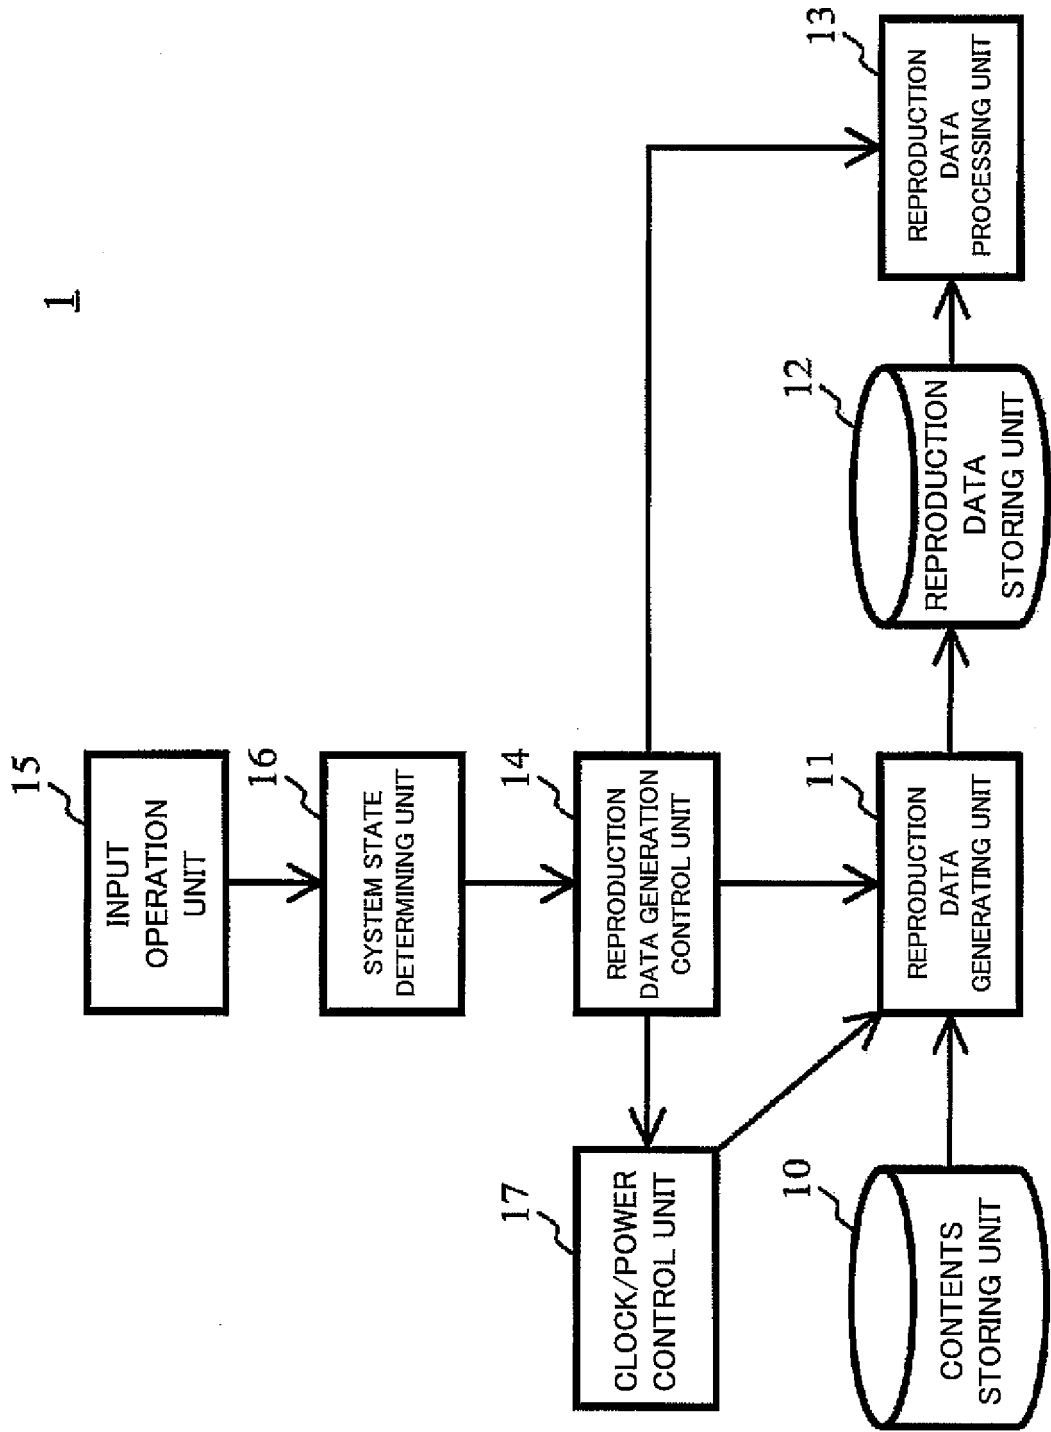 1
15
INPUT
OPERATION
UNIT
16
SYSTEM STATE
DETERMINING UNIT
17
CLOCK/POWER
CONTROL UNIT
14
REPRODUCTION
DATA GENERATION
CONTROL UNIT
10
CONTENTS
STORING UNIT
11
REPRODUCTION
DATA
GENERATING UNIT
12
REPRODUCTION
DATA
STORING UNIT
13
REPRODUCTION
DATA
PROCESSING UNIT